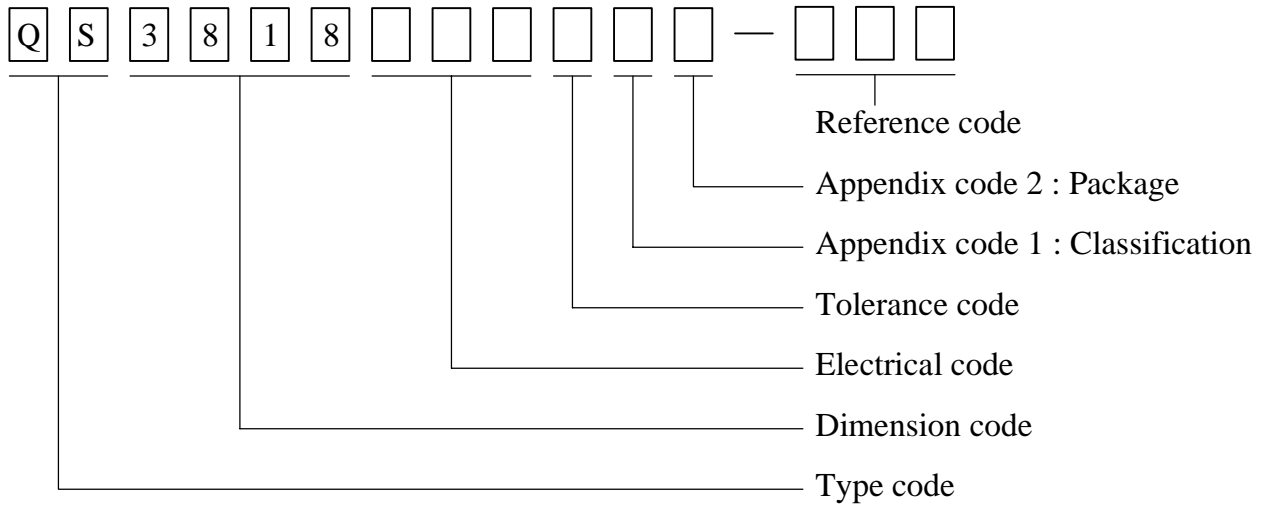 Q S 3 8 1 8 —
Reference code
Appendix code 2 : Package
Appendix code 1 : Classification
Tolerance code
Electrical code
Dimension code
Type code